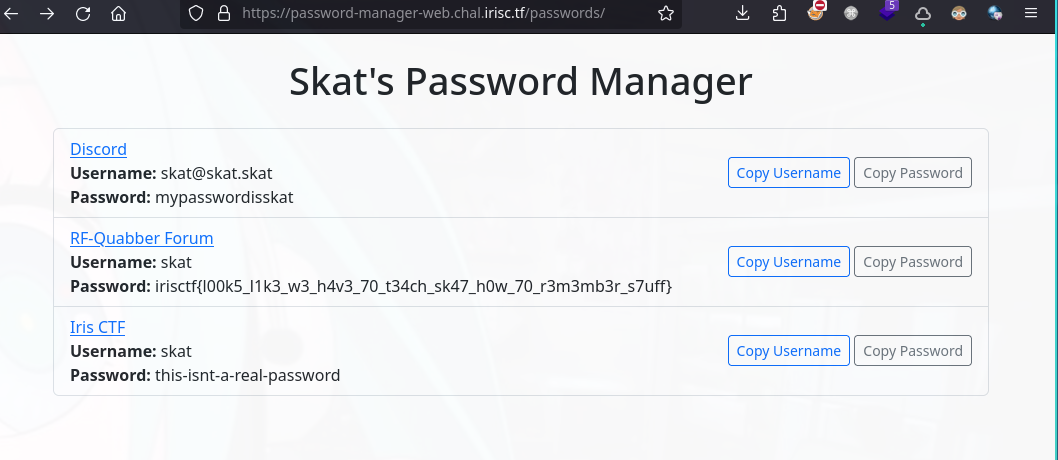 https://password-manager-web.chal.irisc.tf/passwords/
5
Skat's Password Manager
Discord
Username: skat@skat.skat
Password: mypasswordisskat
Copy Username Copy Password
RF-Quabber Forum
Username: skat
Password: irisctf{l00k5_l1k3_w3_h4v3_70_t34ch_sk47_h0w_70_r3m3mb3r_s7uff}
Copy Username Copy Password
Iris CTF
Username: skat
Password: this-isnt-a-real-password
Copy Username Copy Password